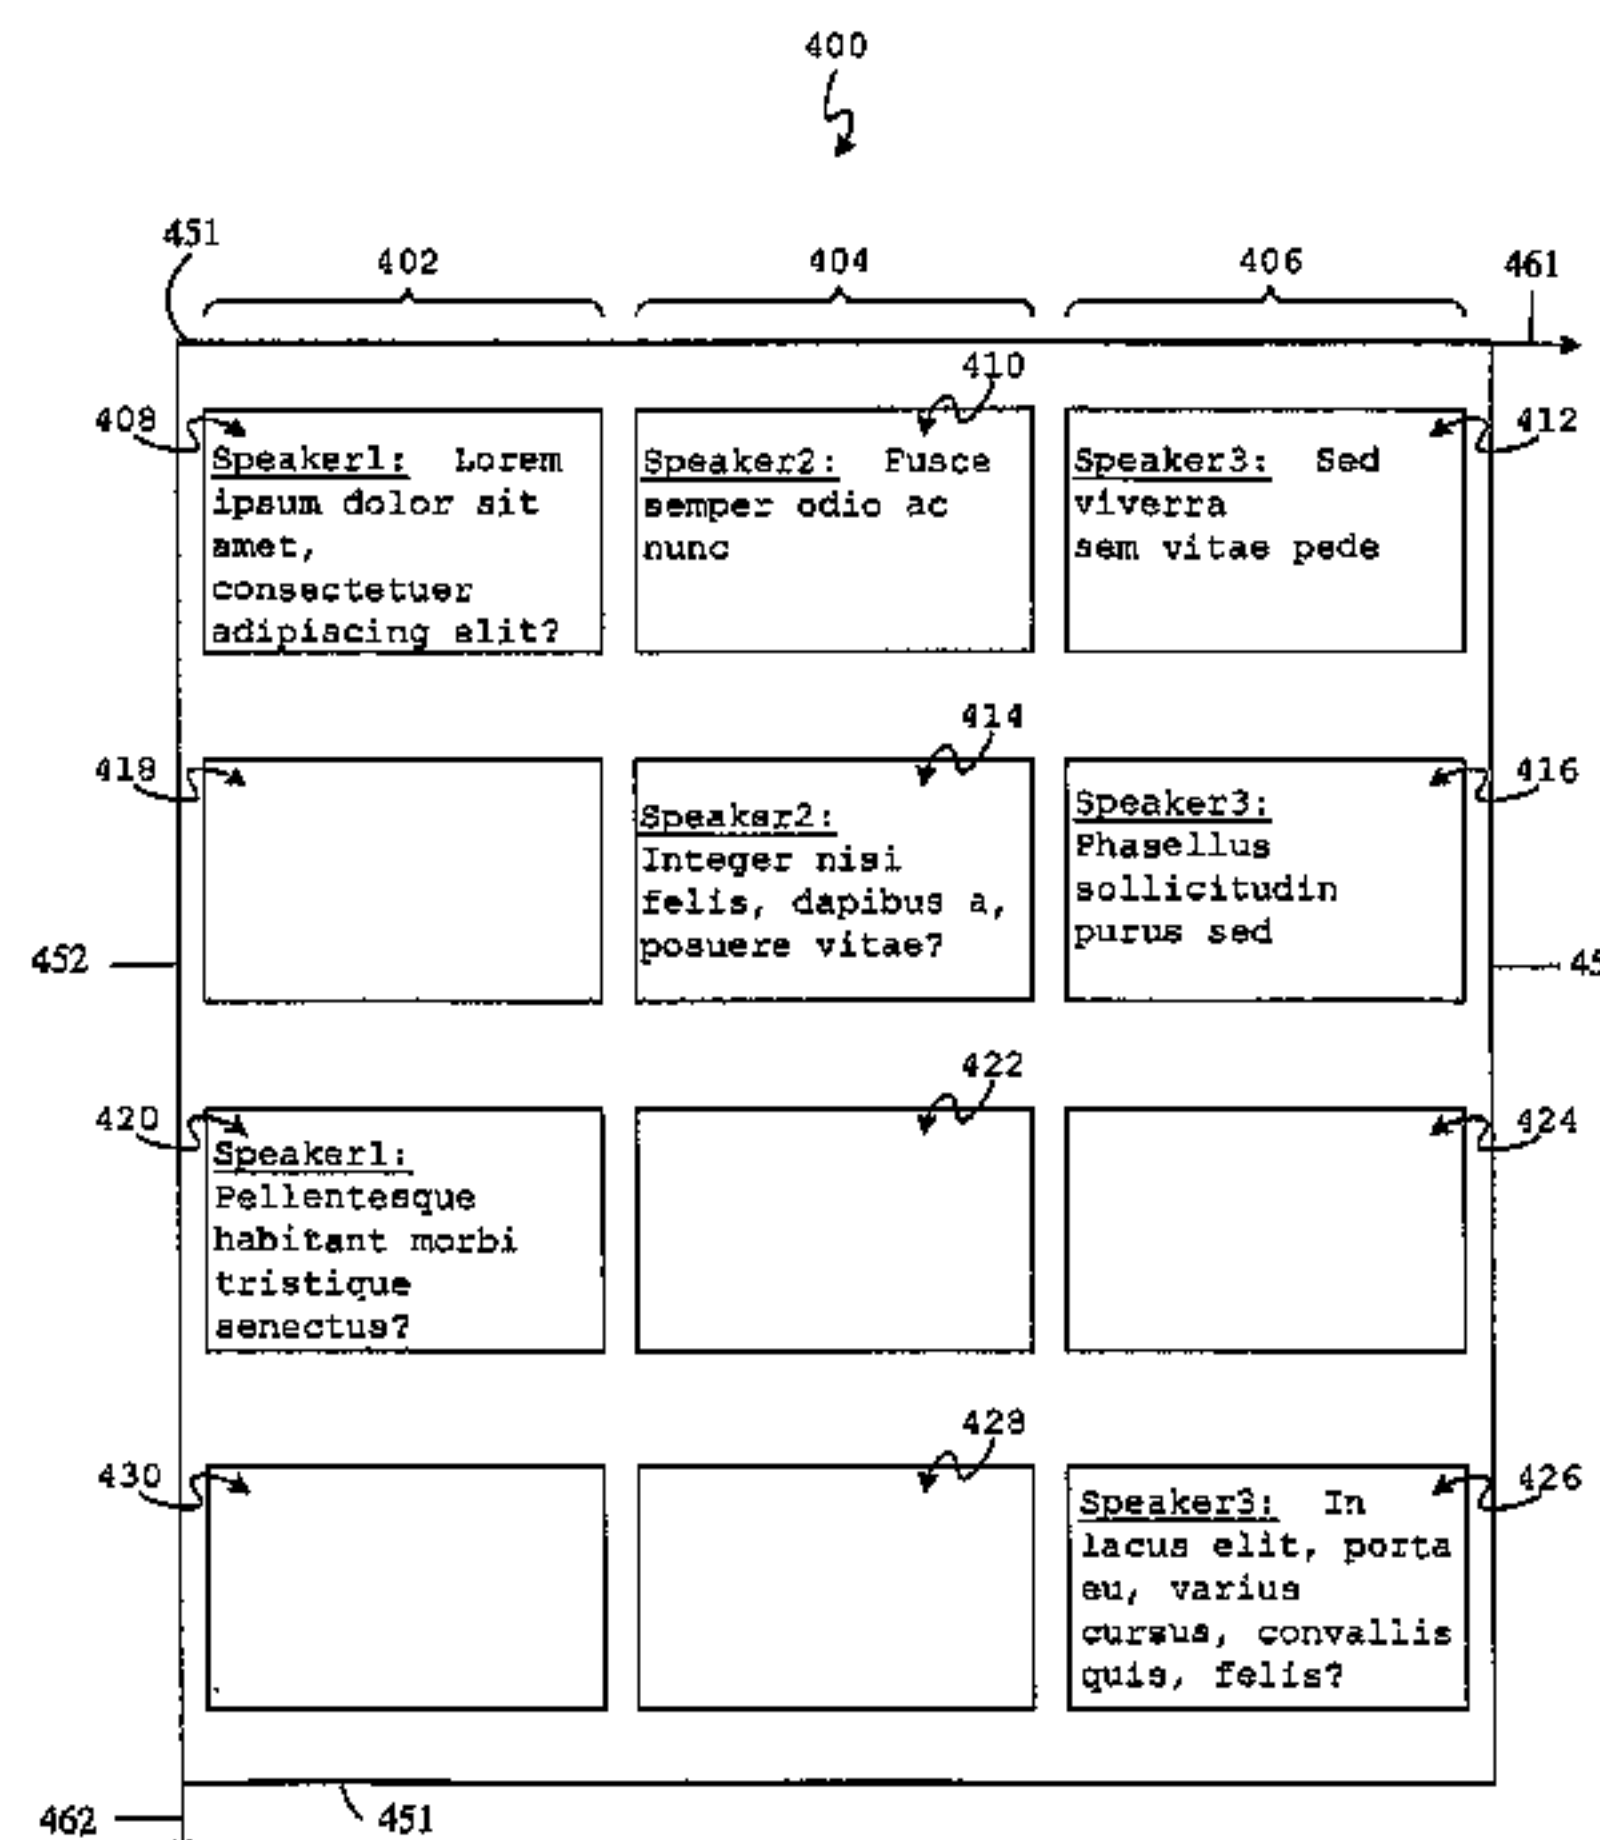 400
451
402 404 406 461
410
408 412
Speaker1: Lorem
ipsum dolor sit
amet,
consectetuer
adipiscing elit?
Speaker2: Fusce
semper odio ac
nunc
Speaker3: Sed
viverra
sem vitae pede
414
418 416
Speaker2:
Integer nisi
felis, dapibus a,
posuere vitae?
Speaker3:
Phasellus
sollicitudin
purus sed
452 45
422
420 424
Speaker1:
Pellentesque
habitant morbi
tristique
senectus?
428
430 426
Speaker3: In
lacus elit, porta
eu, varius
cursus, convallis
quis, felis?
462 451